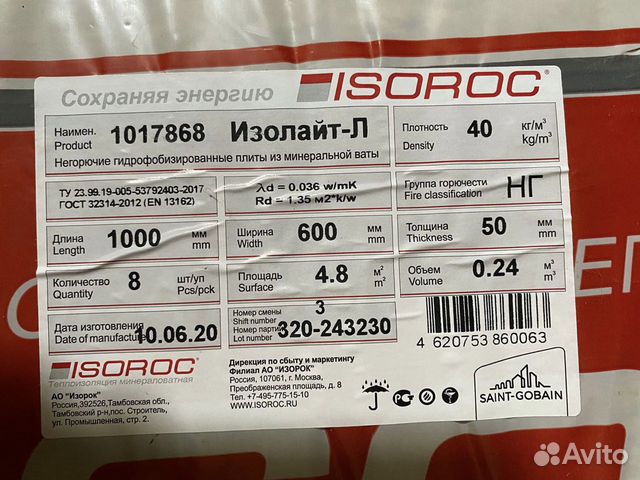 Сохраняя энергию
ISOROC®
Наимен. 1017868 Изолайт-Л
Product
Негорючие гидрофобизированные плиты из минеральной ваты
Плотность 40 кг/м³
Density kg/m³
ТУ 23.99.19-005-53792403-2017
ГОСТ 32314-2012 (EN 13162)
λd = 0.036 w/mK
Rd = 1.35 м2*k/w
Группа горючести НГ
Fire classification
Длина 1000 мм
Length mm
Ширина 600 мм
Width mm
Толщина 50 мм
Thickness mm
Количество 8 шт/уп
Quantity Pcs/pck
Площадь 4.8 м²
Surface m²
Объем 0.24 м³
Volume m³
Дата изготовления 10.06.20
Date of manufacture
Номер смены 3
Shift number
Номер партии 320-243230
Lot number
4 620753 860063
ISOROC®
Теплоизоляция минераловатная
АО "Изорок"
Россия,392526,Тамбовская обл.,
Тамбовский р-н,пос. Строитель,
ул. Промышленная, стр. 2.
Дирекция по сбыту и маркетингу
Филиал АО "ИЗОРОК"
Россия, 107061, г. Москва,
Преображенская площадь, д. 8
Тел. +7-495-775-15-10
WWW.ISOROC.RU
SAINT-GOBAIN
Avito